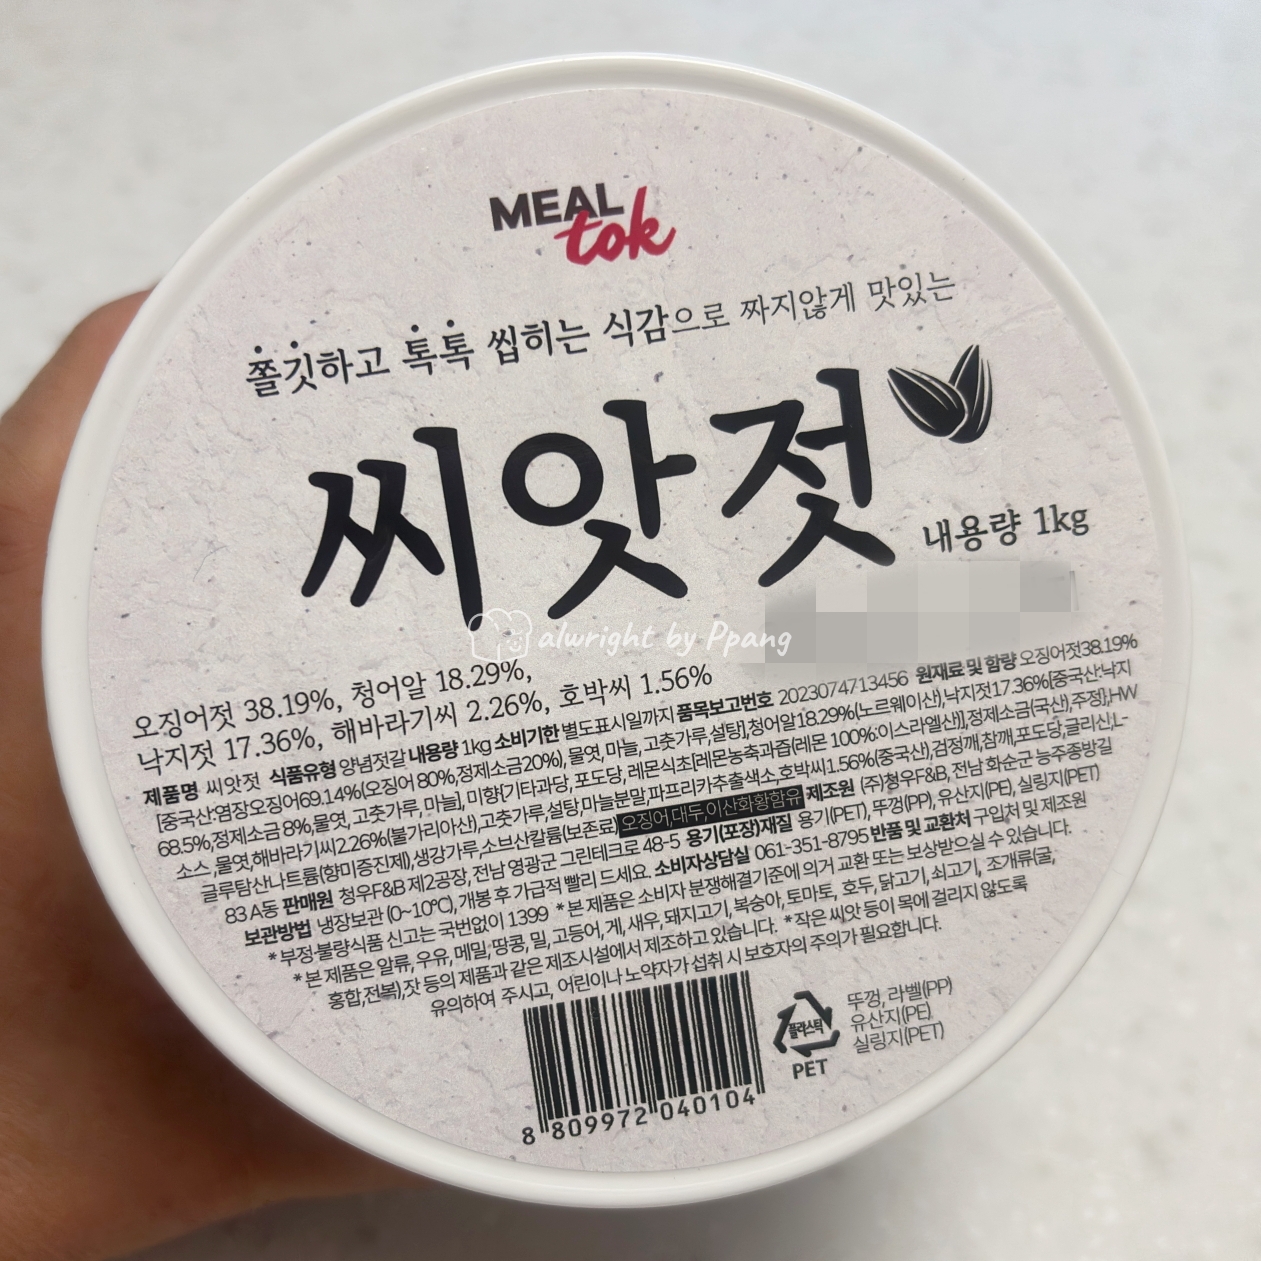 MEAL
tok
쫄깃하고 톡톡 씹히는 식감으로 짜지않게 맛있는
씨앗젓
내용량 1kg
alwright by Ppang
오징어젓 38.19%, 청어알 18.29%,
낙지젓 17.36%, 해바라기씨 2.26%, 호박씨 1.56%
제품명 씨앗젓 식품유형 양념젓갈 내용량 1kg 소비기한 별도표시일까지 품목보고번호 2023074713456 원재료 및 함량 오징어젓38.19%
[중국산:염장오징어69.14%(오징어 80%,정제소금20%), 물엿, 마늘, 고춧가루,설탕],청어알18.29%(노르웨이산),낙지젓17.36%[중국산:낙지
68.5%,정제소금 8%,물엿, 고춧가루, 마늘], 미향(기타과당, 포도당, 레몬식초[레몬농축과즙(레몬 100%:이스라엘산)],정제소금(국산),주정),HW
소스 ,물엿,해바라기씨2.26%(불가리아산),고춧가루,설탕,마늘분말,파프리카추출색소,호박씨1.56%(중국산),검정깨,참깨,포도당,글리신,L-
글루탐산나트륨(향미증진제),생강가루,소브산칼륨(보존료) 오징어,대두,이산화황함유 제조원 (주)청우F&B, 전남 화순군 능주종방길
83 A동 판매원 청우F&B 제2공장, 전남 영광군 그린테크로 48-5 용기(포장)재질 용기(PET), 뚜껑(PP), 유산지(PE), 실링지(PET)
보관방법 냉장보관 (0~10℃), 개봉 후 가급적 빨리 드세요. 소비자상담실 061-351-8795 반품 및 교환처 구입처 및 제조원
*부정·불량식품 신고는 국번없이 1399 *본 제품은 소비자 분쟁해결기준에 의거 교환 또는 보상받으실 수 있습니다.
*본 제품은 알류, 우유, 메밀, 땅콩, 밀, 고등어, 게, 새우, 돼지고기, 복숭아, 토마토, 호두, 닭고기, 쇠고기, 조개류(굴,
홍합,전복),잣 등의 제품과 같은 제조시설에서 제조하고 있습니다. *작은 씨앗 등이 목에 걸리지 않도록
유의하여 주시고, 어린이나 노약자가 섭취 시 보호자의 주의가 필요합니다.
8 809972 040104
플라스틱
PET
뚜껑, 라벨(PP)
유산지(PE)
실링지(PET)